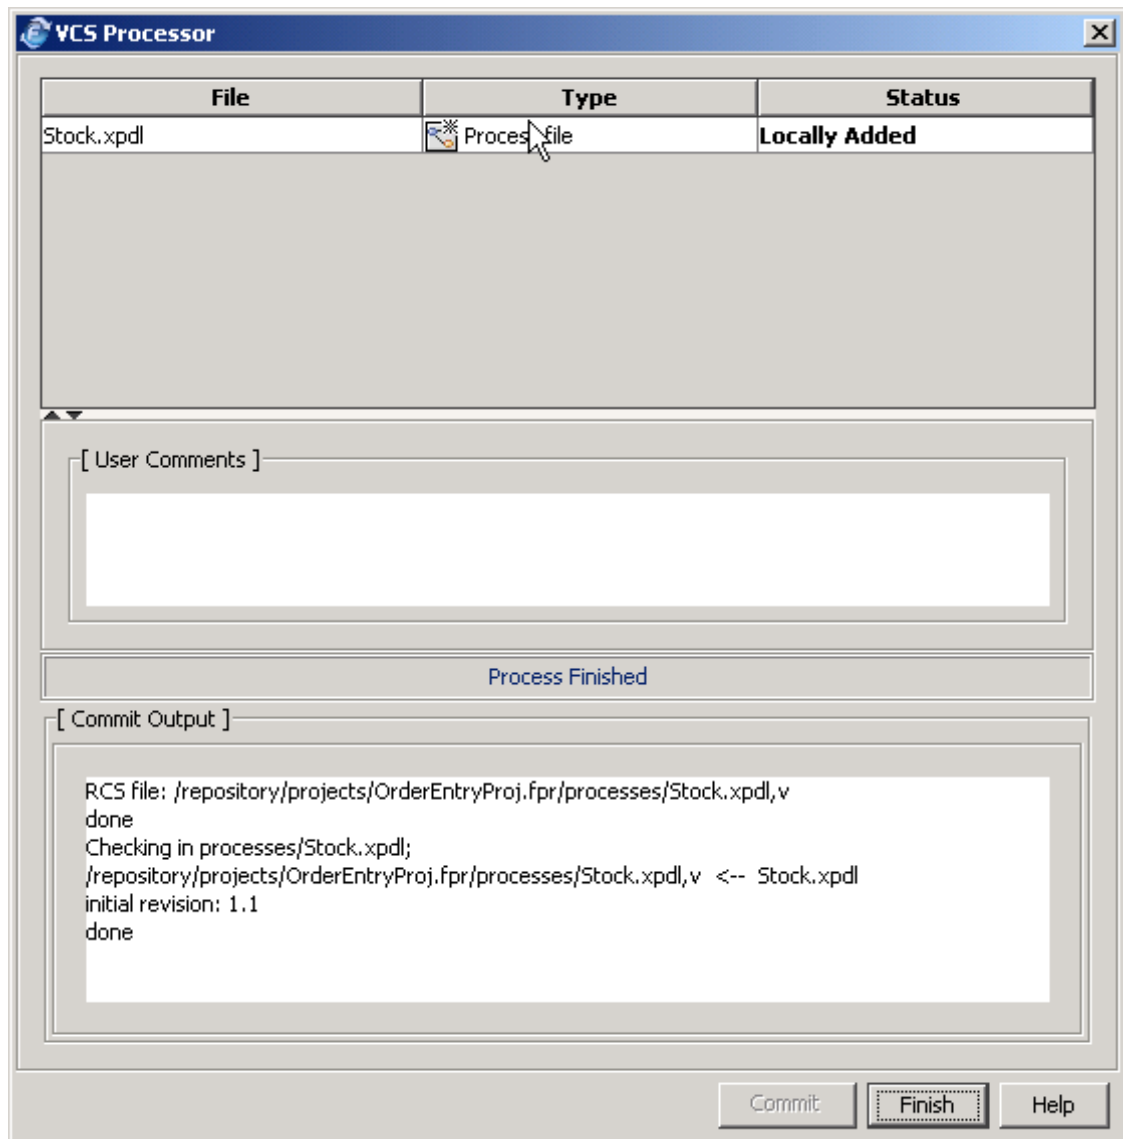 VCS Processor
File Type Status
Stock.xpdl Process file Locally Added
[ User Comments ]
Process Finished
[ Commit Output ]
RCS file: /repository/projects/OrderEntryProj.fpr/processes/Stock.xpdl,v
done
Checking in processes/Stock.xpdl;
/repository/projects/OrderEntryProj.fpr/processes/Stock.xpdl,v <-- Stock.xpdl
initial revision: 1.1
done
Commit Finish Help